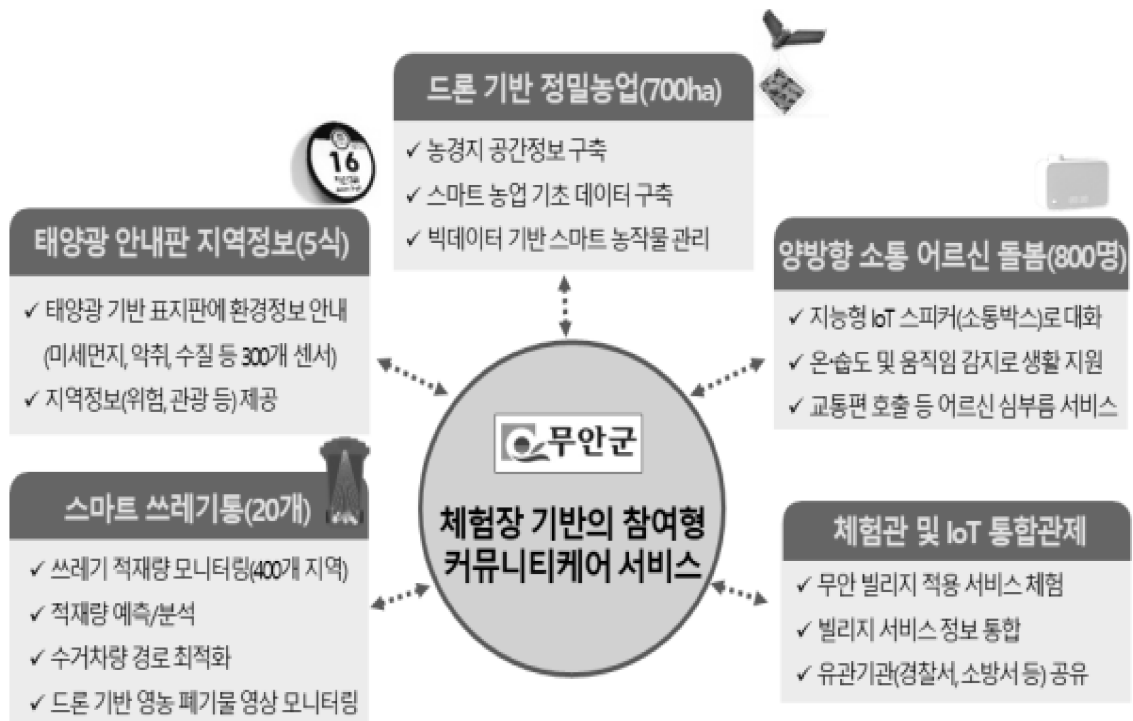 드론 기반 정밀농업(700ha)
✓ 농경지 공간정보 구축
✓ 스마트 농업 기초 데이터 구축
✓ 빅데이터 기반 스마트 농작물 관리
16
태양광 안내판 지역정보(5식)
✓ 태양광 기반 표지판에 환경정보 안내
(미세먼지, 악취, 수질 등 300개 센서)
✓ 지역정보(위험, 관광 등) 제공
양방향 소통 어르신 돌봄(800명)
✓ 지능형 IoT 스피커(소통박스)로 대화
✓ 온·습도 및 움직임 감지로 생활 지원
✓ 교통편 호출 등 어르신 심부름 서비스
무안군
체험장 기반의 참여형
커뮤니티케어 서비스
스마트 쓰레기통(20개)
✓ 쓰레기 적재량 모니터링(400개 지역)
✓ 적재량 예측/분석
✓ 수거차량 경로 최적화
✓ 드론 기반 영농 폐기물 영상 모니터링
체험관 및 IoT 통합관제
✓ 무안 빌리지 적용 서비스 체험
✓ 빌리지 서비스 정보 통합
✓ 유관기관(경찰서, 소방서 등) 공유